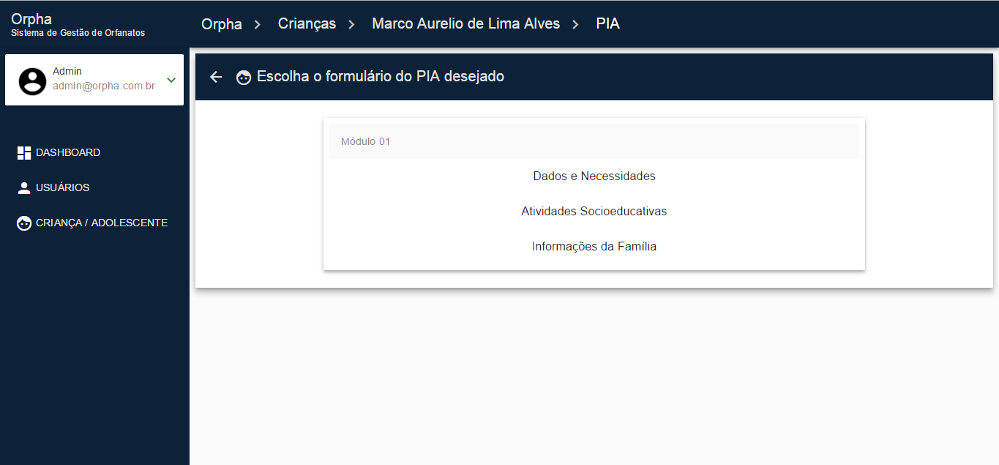 Orpha
Sistema de Gestão de Orfanatos
Orpha > Crianças > Marco Aurelio de Lima Alves > PIA
Admin
admin@orpha.com.br
Escolha o formulário do PIA desejado
DASHBOARD
USUÁRIOS
CRIANÇA / ADOLESCENTE
Módulo 01
Dados e Necessidades
Atividades Socioeducativas
Informações da Família